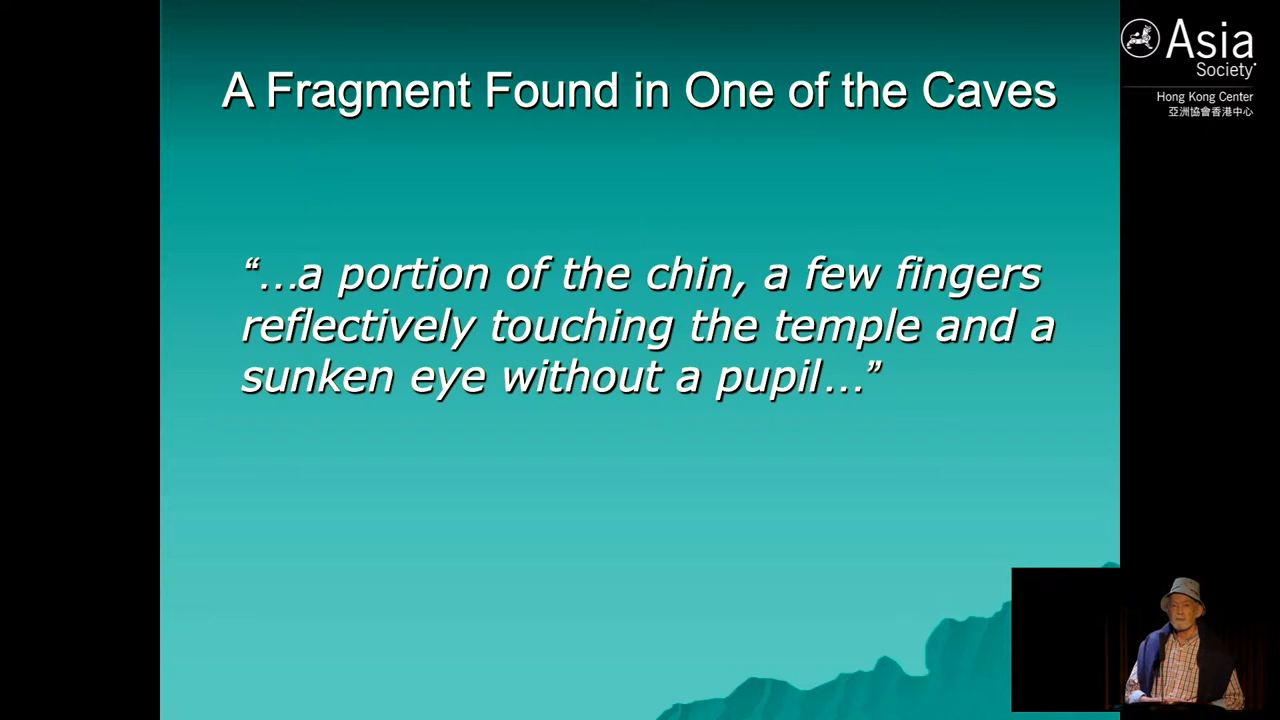 A Fragment Found in One of the Caves
“…a portion of the chin, a few fingers
reflectively touching the temple and a
sunken eye without a pupil…”
Asia
Society
Hong Kong Center
亞洲協會香港中心